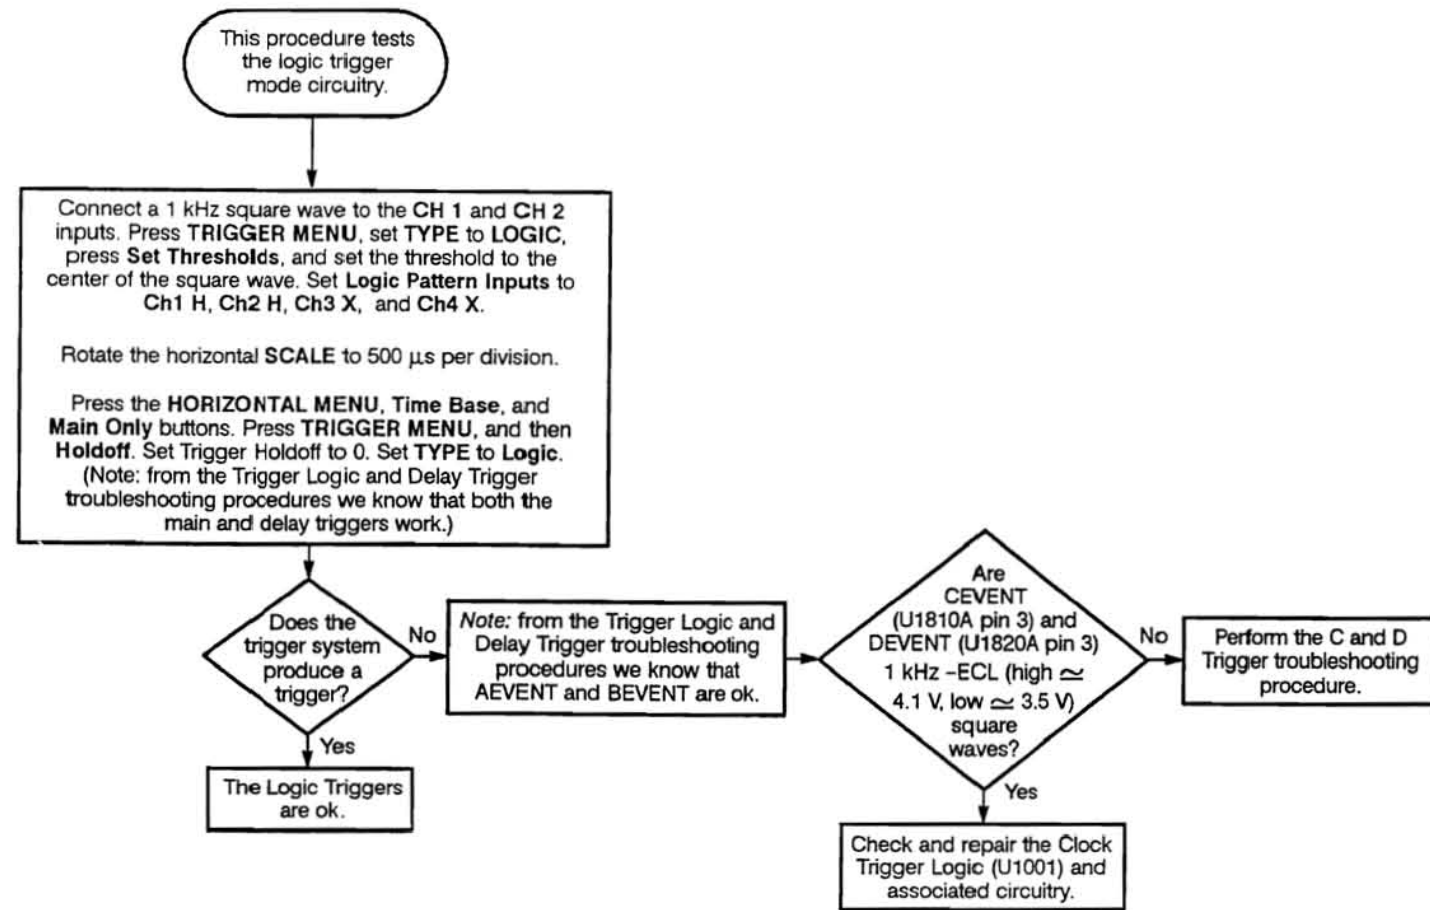 This procedure tests
the logic trigger
mode circuitry.
Connect a 1 kHz square wave to the CH 1 and CH 2
inputs. Press TRIGGER MENU, set TYPE to LOGIC,
press Set Thresholds, and set the threshold to the
center of the square wave. Set Logic Pattern Inputs to
Ch1 H, Ch2 H, Ch3 X, and Ch4 X.
Rotate the horizontal SCALE to 500 µs per division.
Press the HORIZONTAL MENU, Time Base, and
Main Only buttons. Press TRIGGER MENU, and then
Holdoff. Set Trigger Holdoff to 0. Set TYPE to Logic.
(Note: from the Trigger Logic and Delay Trigger
troubleshooting procedures we know that both the
main and delay triggers work.)
Does the
trigger system
produce a
trigger?
No
Yes
The Logic Triggers
are ok.
Note: from the Trigger Logic and
Delay Trigger troubleshooting
procedures we know that
AEVENT and BEVENT are ok.
Are
CEVENT
(U1810A pin 3) and
DEVENT (U1820A pin 3)
1 kHz –ECL (high ≃
4.1 V, low ≃ 3.5 V)
square
waves?
No
Yes
Perform the C and D
Trigger troubleshooting
procedure.
Check and repair the Clock
Trigger Logic (U1001) and
associated circuitry.